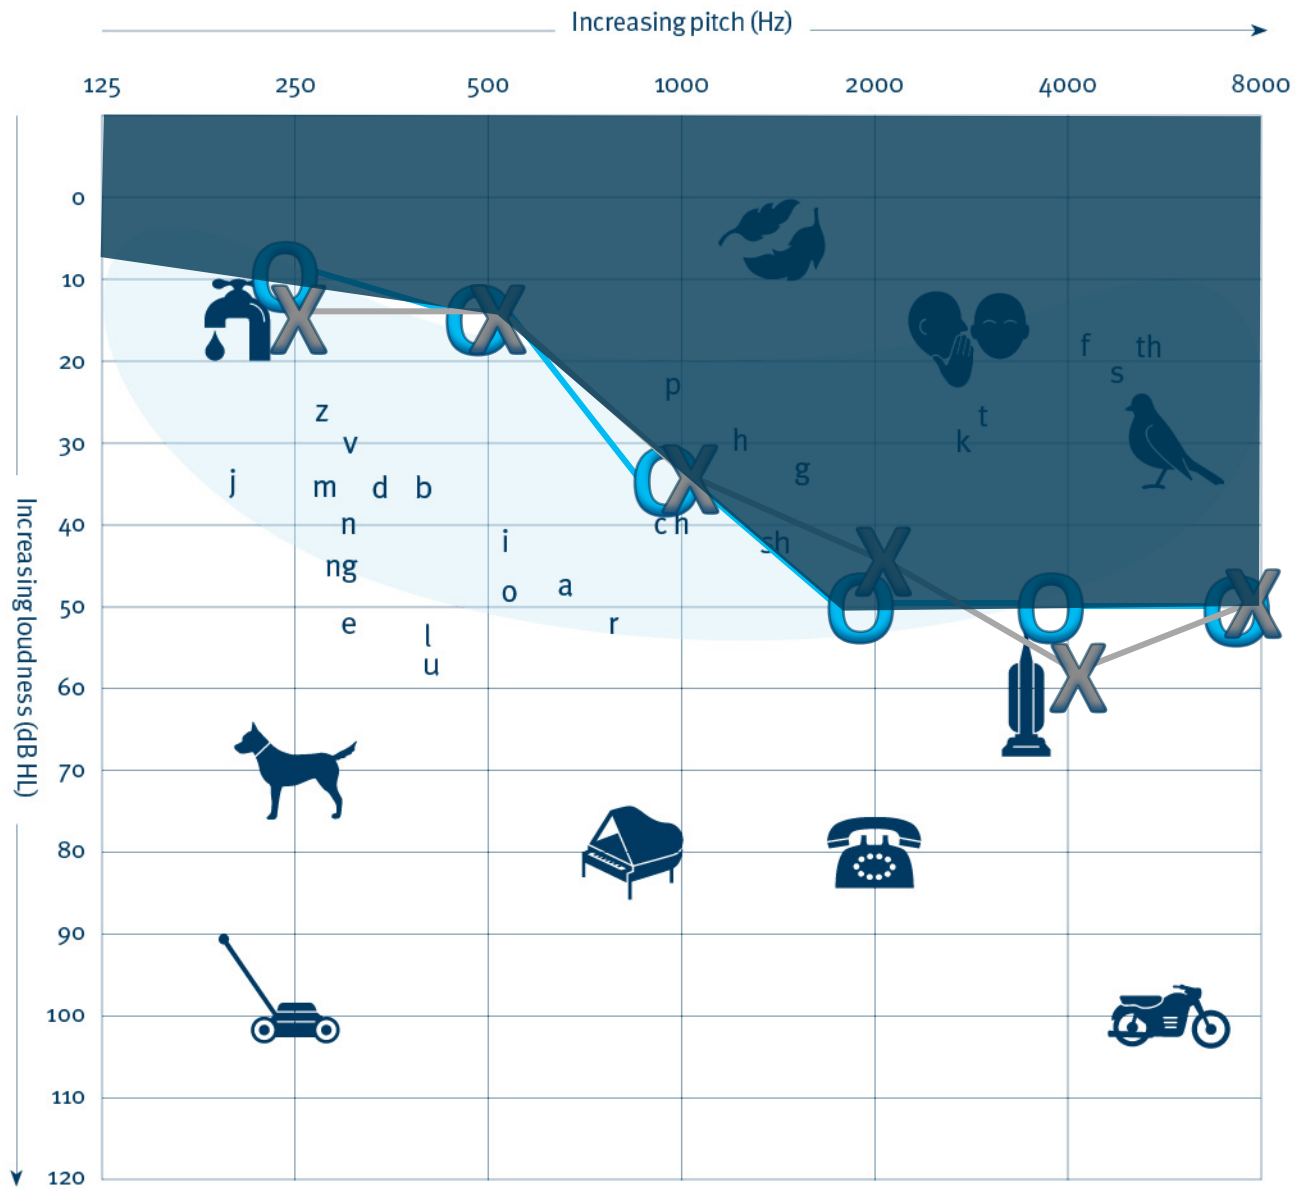 Increasing pitch (Hz)
125 250 500 1000 2000 4000 8000
Increasing loudness (dB HL)
0
10
20
30
40
50
60
70
80
90
100
110
120
O X
O X
f th
s
p
z
t
v
h
k
j
m d b
g
O X
n
ch
i
sh
ng
X
a
o
O O O X
e
r
l
u
X